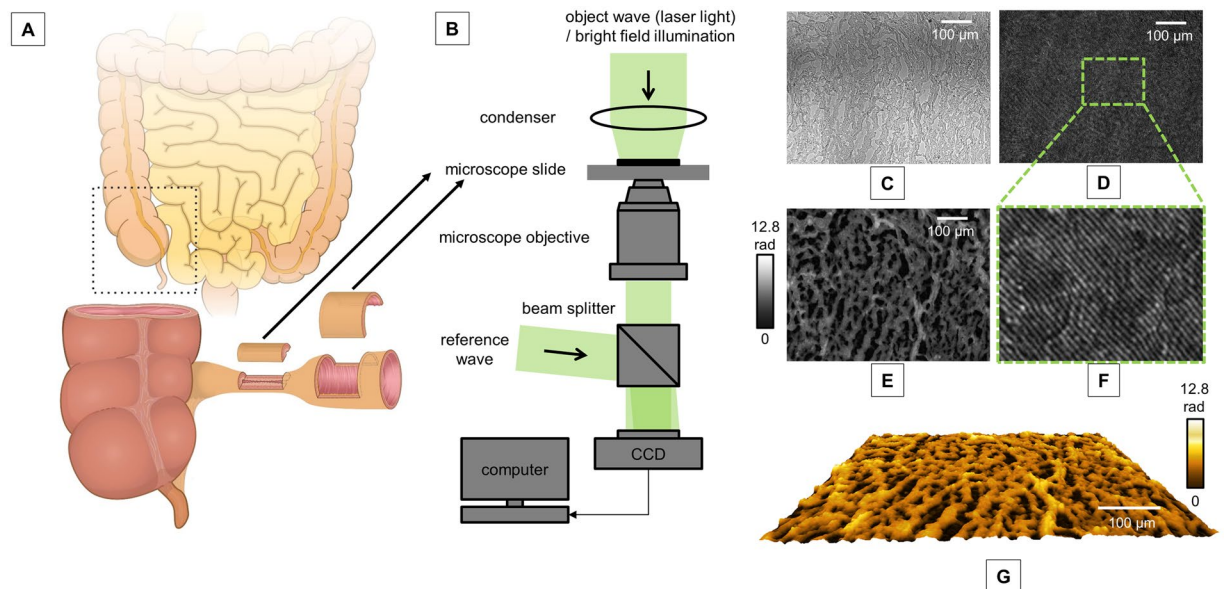 A
B
object wave (laser light)
/ bright field illumination
condenser
microscope slide
microscope objective
beam splitter
reference
wave
CCD
computer
100 µm
C
100 µm
D
12.8
rad
0
100 µm
E
F
12.8
rad
0
100 µm
G